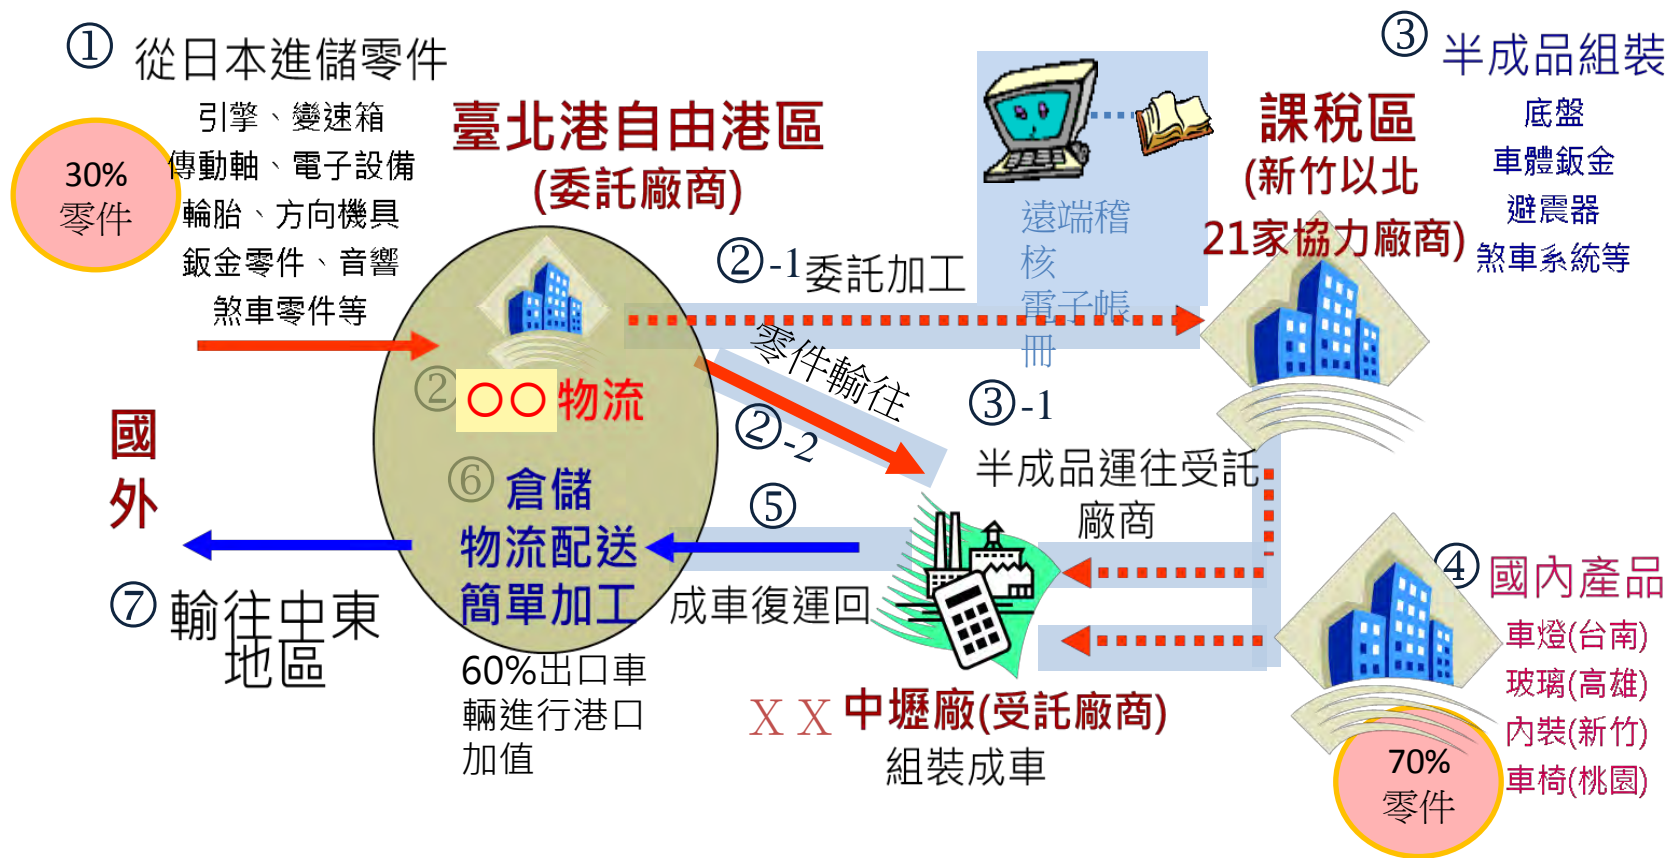 ① 從日本進儲零件
引擎、變速箱
傳動軸、電子設備
輪胎、方向機具
鈑金零件、音響
煞車零件等
30%
零件
臺北港自由港區
(委託廠商)
②
○○物流
⑥ 倉儲
物流配送
簡單加工
60%出口車
輛進行港口
加值
國
外
⑦ 輸往中東
地區
②-1委託加工
零件輸往
②-2
遠端稽
核
電子帳
冊
課稅區
(新竹以北
21家協力廠商)
③ 半成品組裝
底盤
車體鈑金
避震器
煞車系統等
③-1
半成品運往受託
廠商
④ 國內產品
車燈(台南)
玻璃(高雄)
內裝(新竹)
車椅(桃園)
70%
零件
⑤
成車復運回
ＸＸ中壢廠(受託廠商)
組裝成車